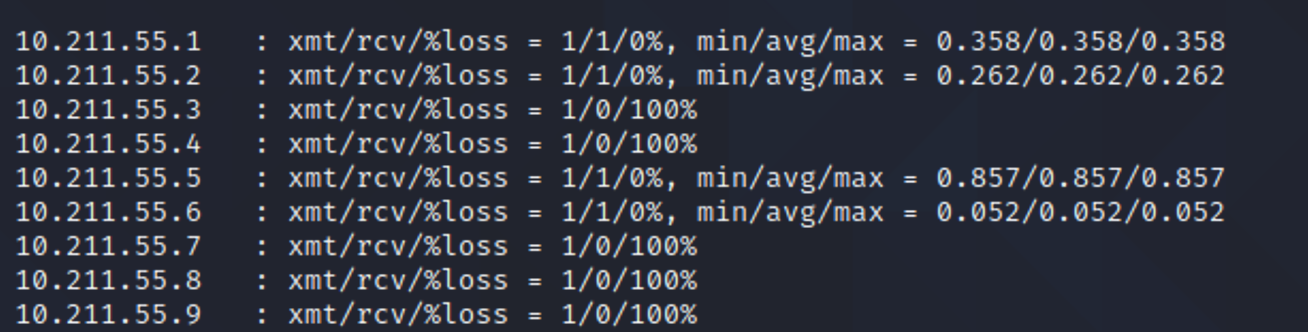 10.211.55.1   : xmt/rcv/%loss = 1/1/0%, min/avg/max = 0.358/0.358/0.358
10.211.55.2   : xmt/rcv/%loss = 1/1/0%, min/avg/max = 0.262/0.262/0.262
10.211.55.3   : xmt/rcv/%loss = 1/0/100%
10.211.55.4   : xmt/rcv/%loss = 1/0/100%
10.211.55.5   : xmt/rcv/%loss = 1/1/0%, min/avg/max = 0.857/0.857/0.857
10.211.55.6   : xmt/rcv/%loss = 1/1/0%, min/avg/max = 0.052/0.052/0.052
10.211.55.7   : xmt/rcv/%loss = 1/0/100%
10.211.55.8   : xmt/rcv/%loss = 1/0/100%
10.211.55.9   : xmt/rcv/%loss = 1/0/100%